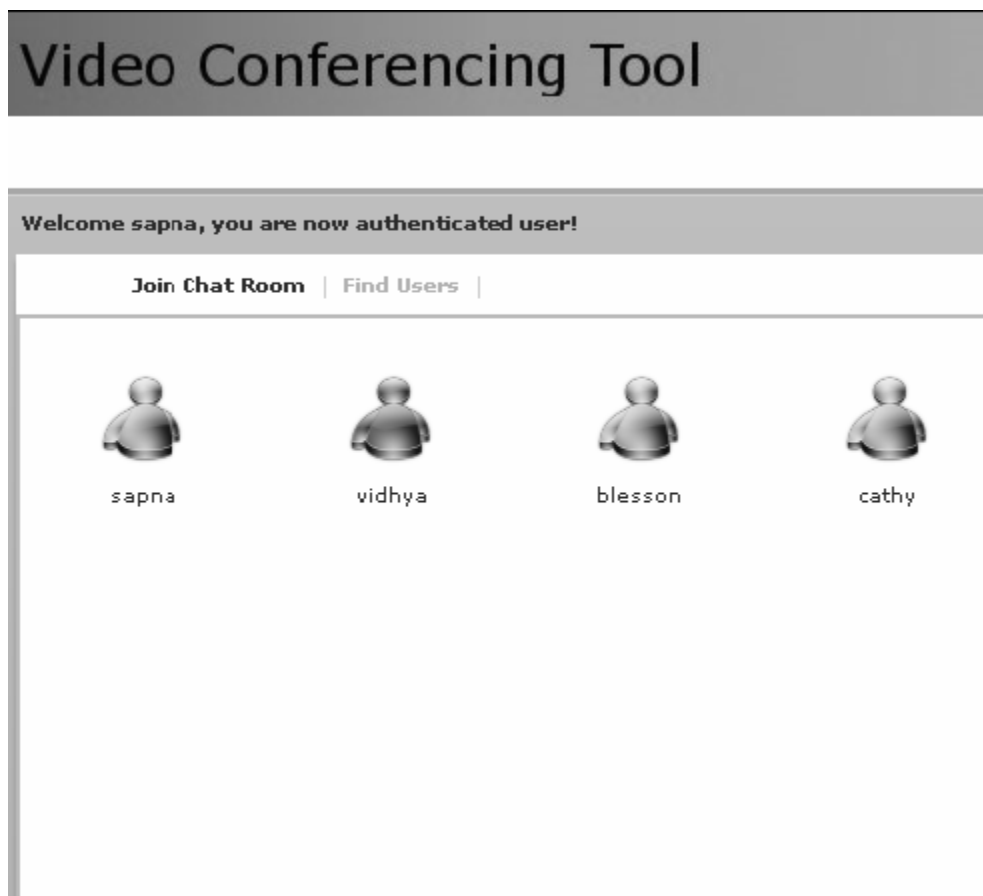 Video Conferencing Tool
Welcome sapna, you are now authenticated user!
Join Chat Room | Find Users |
sapna vidhya blesson cathy